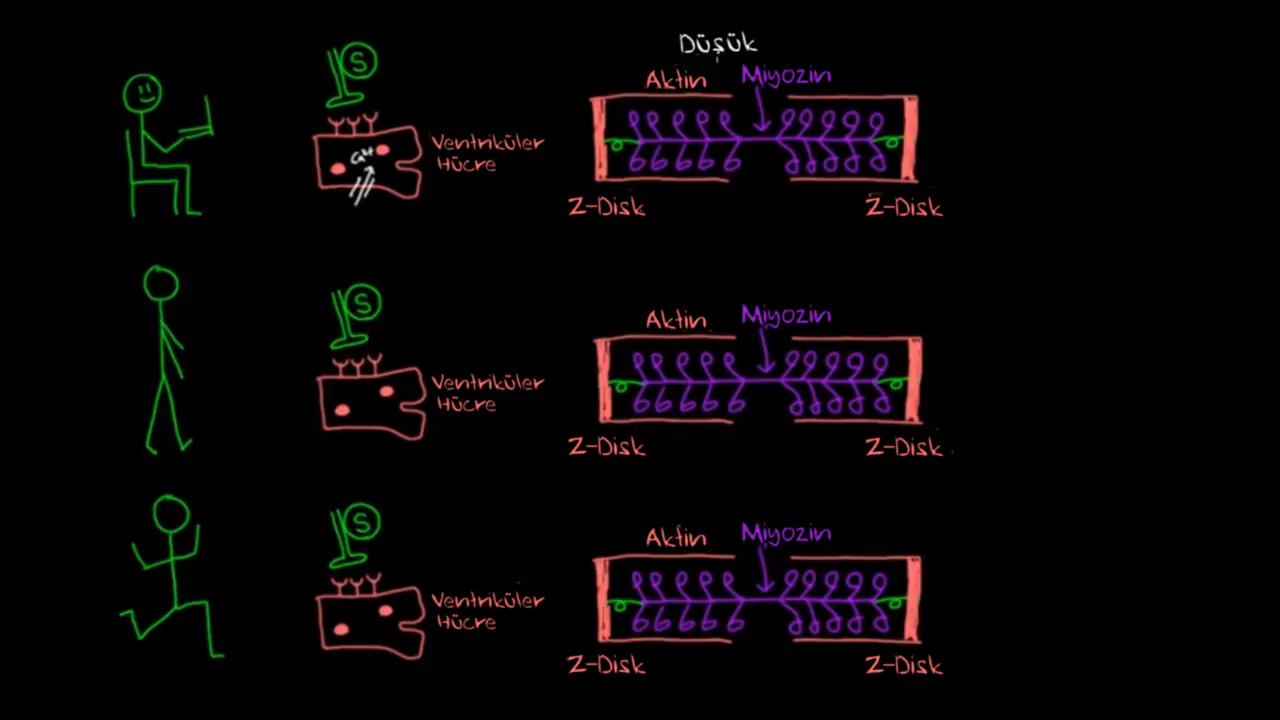 Düşük
S
Aktin Miyozin
Ca++
Ventriküler
Hücre
Z-Disk Z-Disk
S
Aktin Miyozin
Ventriküler
Hücre
Z-Disk Z-Disk
S
Aktin Miyozin
Ventriküler
Hücre
Z-Disk Z-Disk